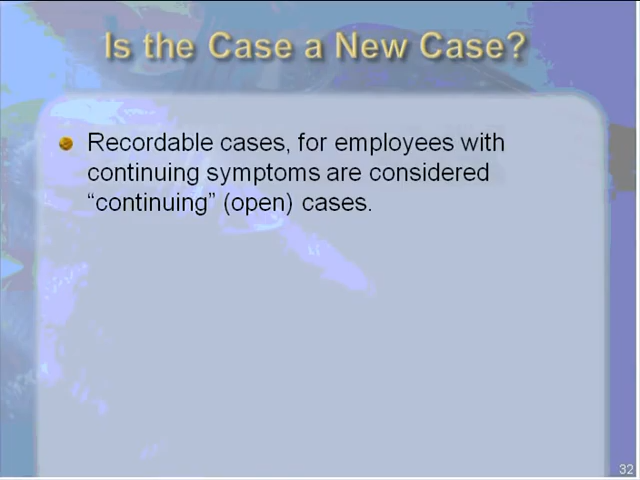 Is the Case a New Case?
Recordable cases, for employees with
continuing symptoms are considered
“continuing” (open) cases.
32